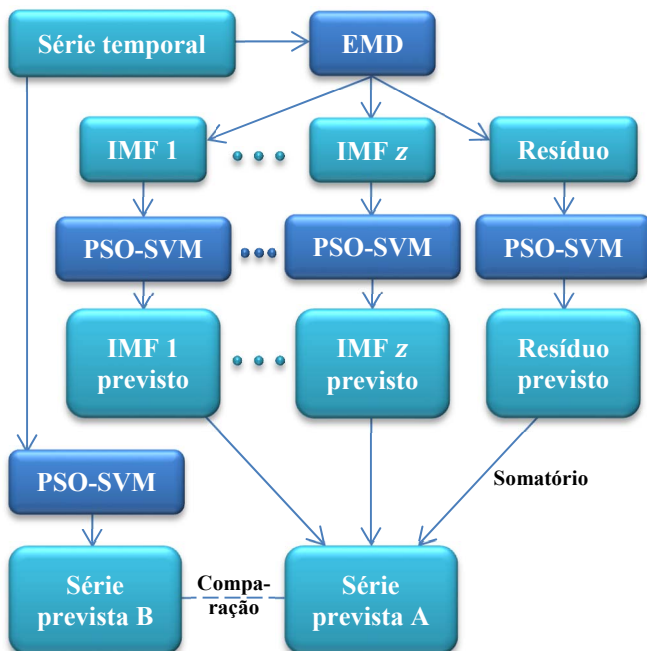 Série temporal
EMD
IMF 1
IMF z
Resíduo
PSO-SVM
PSO-SVM
PSO-SVM
IMF 1
previsto
IMF z
previsto
Resíduo
previsto
PSO-SVM
Somatório
Série
prevista B
Compa-
ração
Série
prevista A